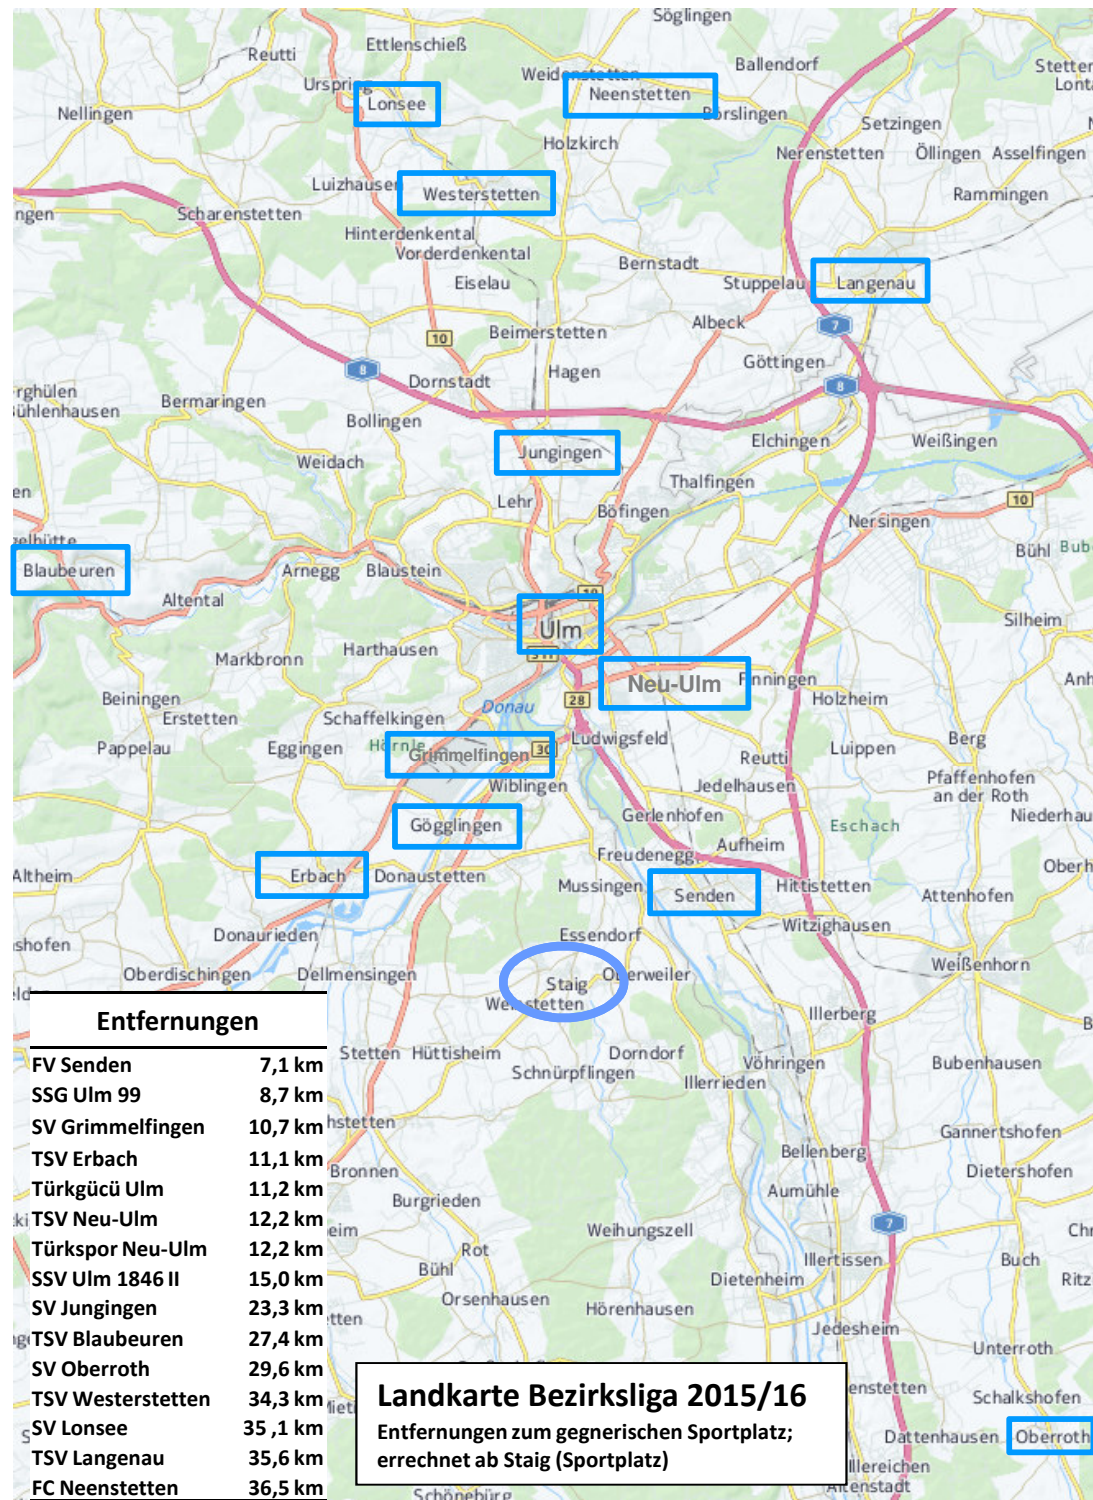 Söglingen
Ettlenschieß
Reutti
Ballendorf
Weidenstetten
Urspring
Neenstetten
Lonsee
Nellingen
Börslingen
Setzingen
Holzkirch
Nerenstetten
Öllingen
Asselfingen
Luizhausen
Westerstetten
Rammingen
Scharenstetten
Hinterdenkental
Vorderdenkental
Bernstadt
Eiselau
Stuppelau
Langenau
Albeck
7
Beimerstetten
10
Göttingen
8
Hagen
Dornstadt
8
Bermaringen
Bollingen
Elchingen
Weißingen
Jungingen
Weidach
Thalfingen
Lehr
Böfingen
10
Nersingen
Bühl
Blaubeuren
Arnegg
Blaustein
Altental
Silheim
Ulm
Harthausen
Markbronn
Neu-Ulm
Finningen
Beiningen
28
Holzheim
Donau
Erstetten
Schaffelkingen
Pappelau
Eggingen
Hörnle
Ludwigsfeld
Berg
Grimmelfingen
30
Reutti
Luippen
Wiblingen
Jedelhausen
Pfaffenhofen
an der Roth
Gerlenhofen
Gögglingen
Eschach
Aufheim
Freudenegg
Altheim
Erbach
Donaustetten
Mussingen
Senden
Hittistetten
Attenhofen
Witzighausen
Donaurieden
Essendorf
Weißenhorn
Oberdischingen
Dellmensingen
Staig
Oberweiler
Weinstetten
Illerberg
Entfernungen
FV Senden 7,1 km
SSG Ulm 99 8,7 km
SV Grimmelfingen 10,7 km
TSV Erbach 11,1 km
Türkgücü Ulm 11,2 km
TSV Neu-Ulm 12,2 km
Türkspor Neu-Ulm 12,2 km
SSV Ulm 1846 II 15,0 km
SV Jungingen 23,3 km
TSV Blaubeuren 27,4 km
SV Oberroth 29,6 km
TSV Westerstetten 34,3 km
SV Lonsee 35 ,1 km
TSV Langenau 35,6 km
FC Neenstetten 36,5 km
Stetten
Hüttisheim
Dorndorf
Vöhringen
Bubenhausen
Schnürpflingen
Illerrieden
Gannertshofen
Bellenberg
Bronnen
Dietershofen
Burgrieden
Aumühle
7
Weihungszell
Rot
Illertissen
Buch
Bühl
Dietenheim
Orsenhausen
Hörenhausen
Jedesheim
Unterroth
Schalkshofen
Dattenhausen
Oberroth
Landkarte Bezirksliga 2015/16
Entfernungen zum gegnerischen Sportplatz;
errechnet ab Staig (Sportplatz)
Schönebürg